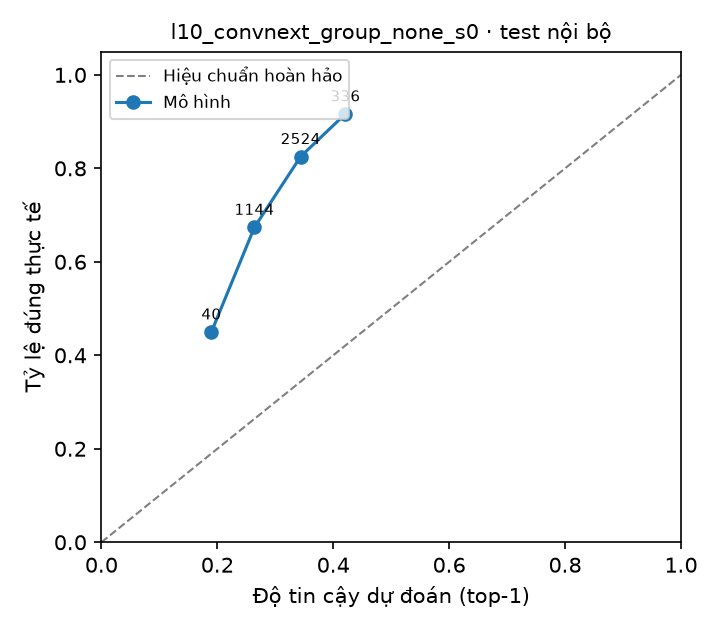 l10_convnext_group_none_s0 · test nội bộ
Hiệu chuẩn hoàn hảo
Mô hình
336
2524
1144
40
1.0
0.8
0.6
0.4
0.2
0.0
Tỷ lệ đúng thực tế
0.0 0.2 0.4 0.6 0.8 1.0
Độ tin cậy dự đoán (top-1)